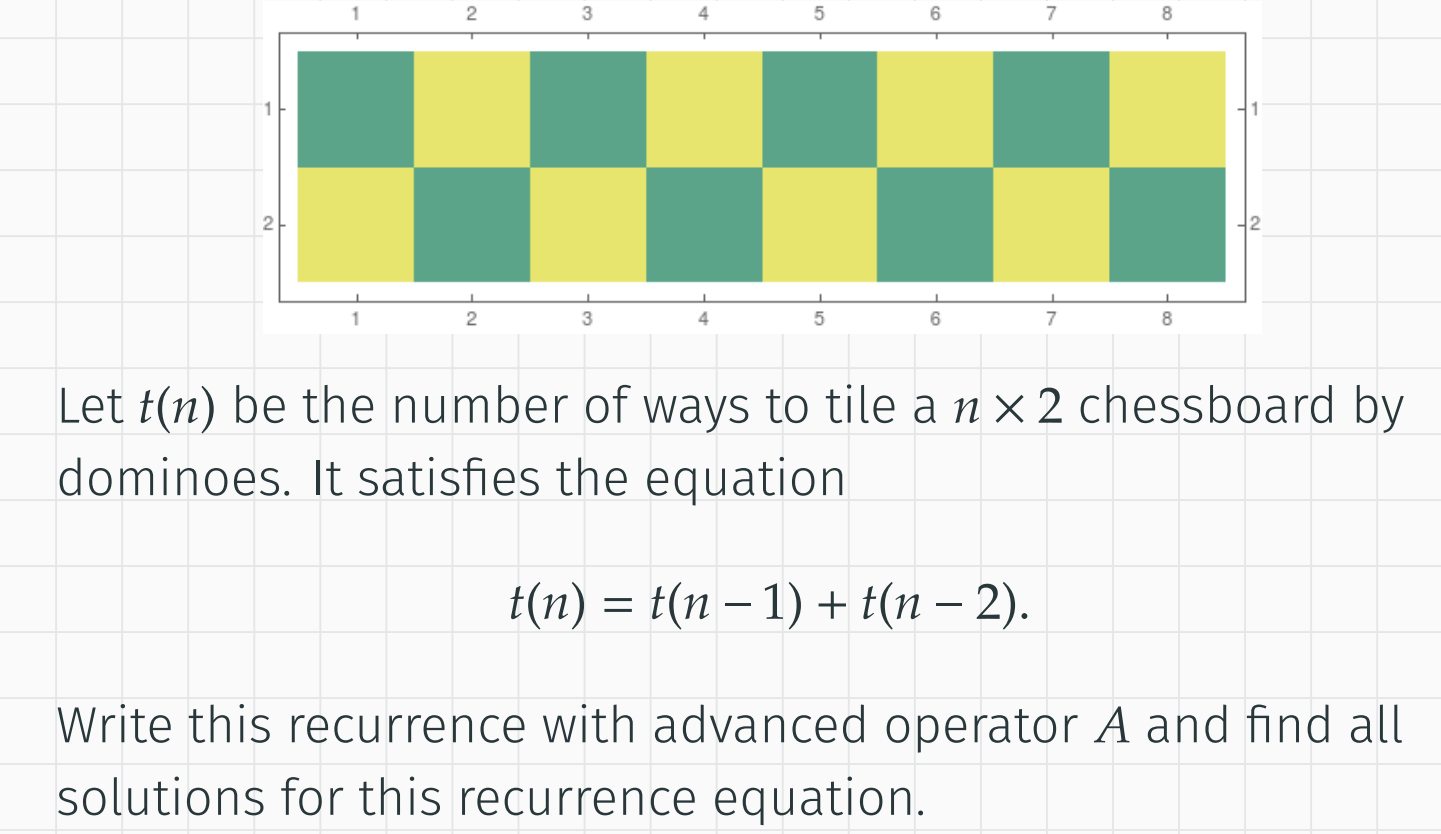 1 2 3 4 5 6 7 8
1 1
2 2
1 2 3 4 5 6 7 8
Let t(n) be the number of ways to tile a n × 2 chessboard by
dominoes. It satisfies the equation
t(n) = t(n − 1) + t(n − 2).
Write this recurrence with advanced operator A and find all
solutions for this recurrence equation.